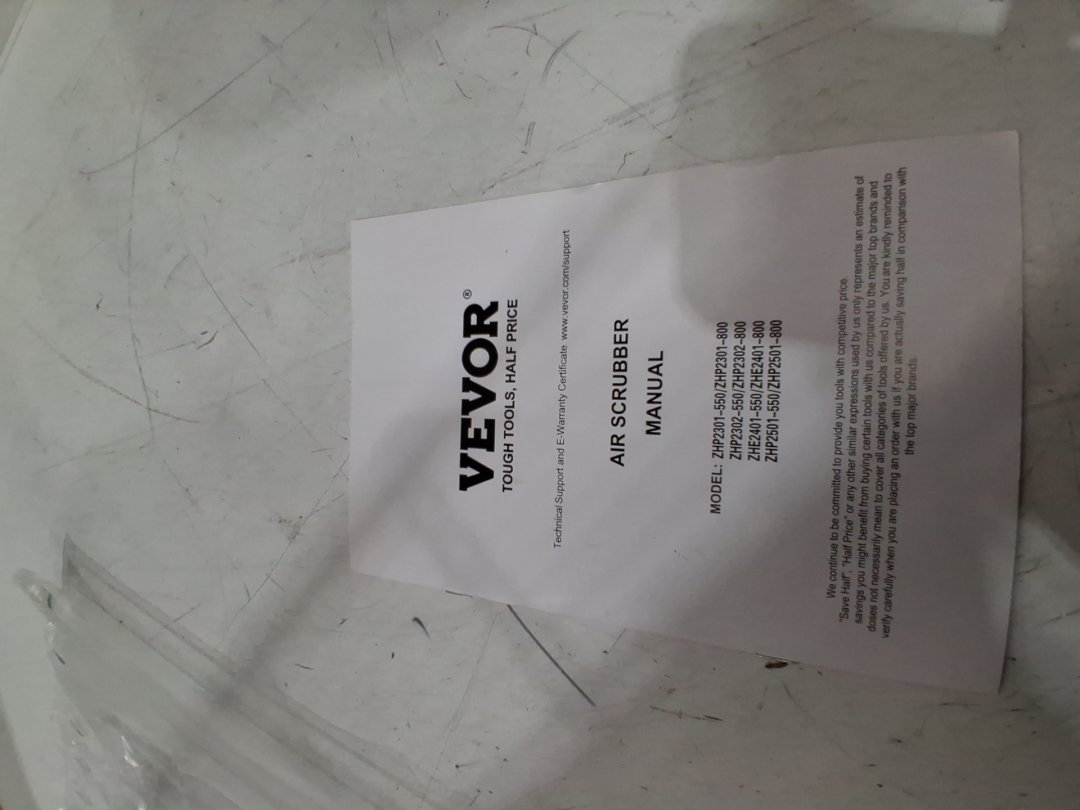 VEVOR®
TOUGH TOOLS, HALF PRICE
Technical Support and E-Warranty Certificate www.vevor.com/support
AIR SCRUBBER
MANUAL
MODEL: ZHP2301-550/ZHP2301-800
ZHP2302-550/ZHP2302-800
ZHE2401-550/ZHE2401-800
ZHP2501-550/ZHP2501-800
We continue to be committed to provide you tools with competitive price.
"Save Half", "Half Price" or any other similar expressions used by us only represents an estimate of
savings you might benefit from buying certain tools with us compared to the major top brands and
doses not necessarily mean to cover all categories of tools offered by us. You are kindly reminded to
verify carefully when you are placing an order with us if you are actually saving half in comparison with
the top major brands.